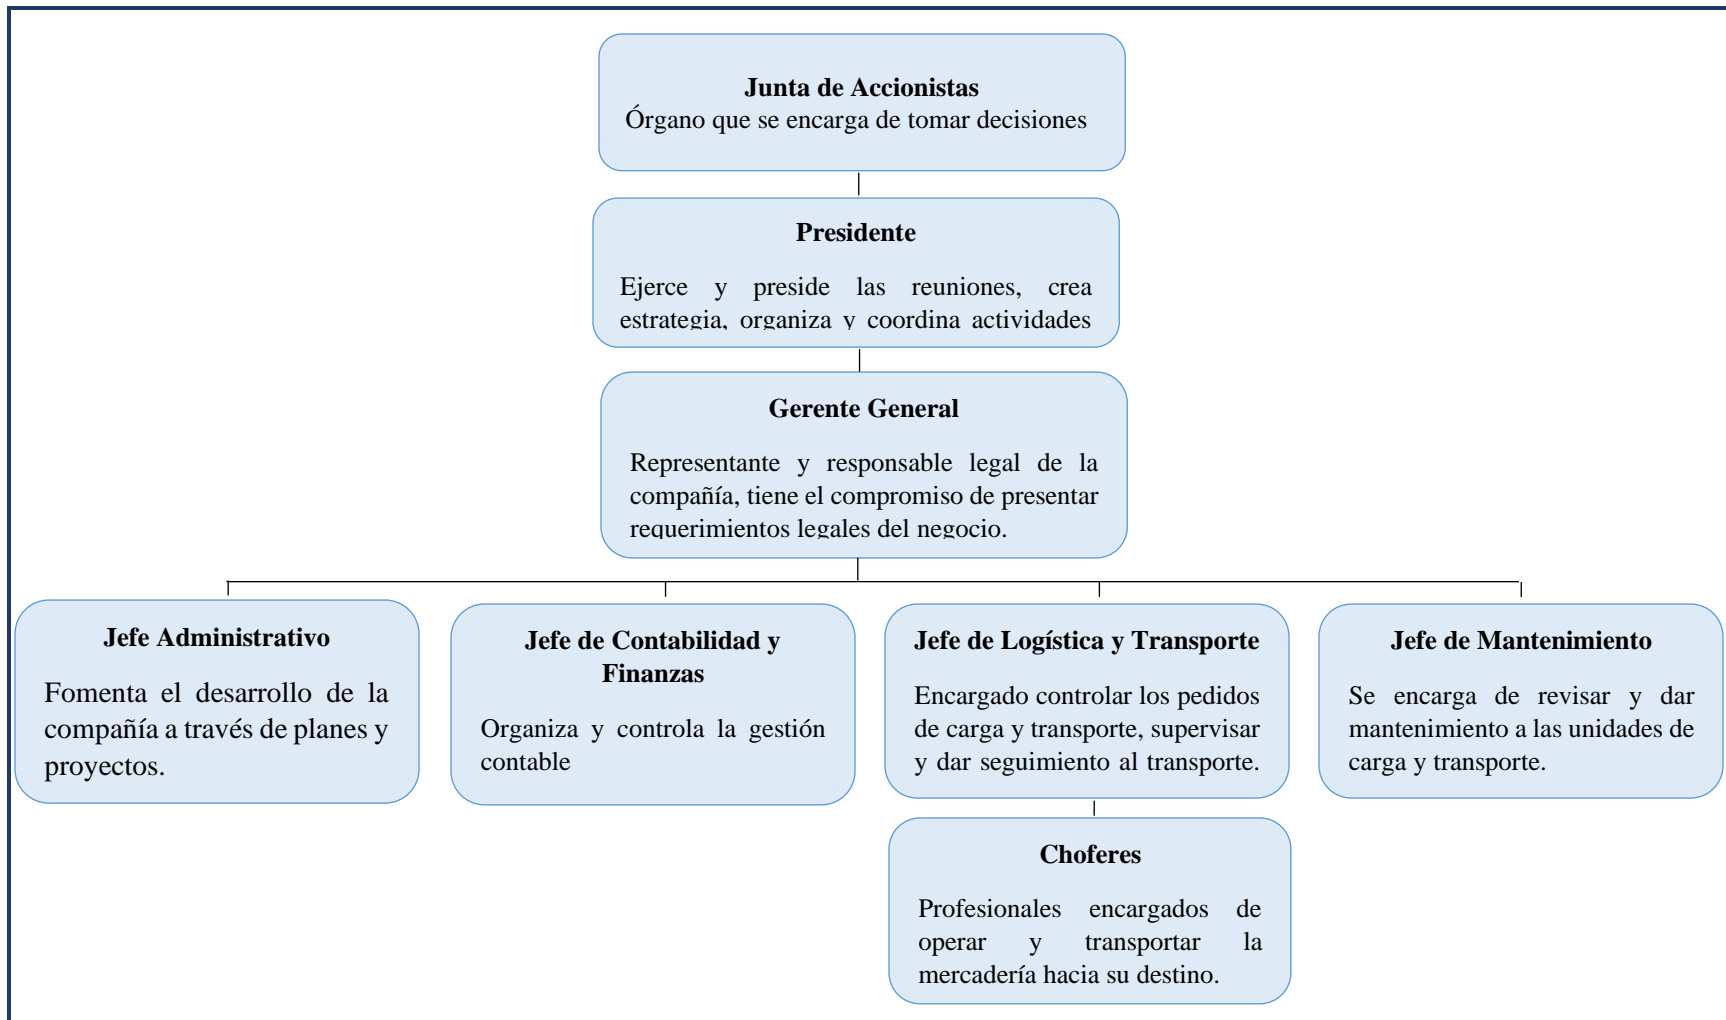 Junta de Accionistas
Órgano que se encarga de tomar decisiones
Presidente
Ejerce y preside las reuniones, crea
estrategia, organiza y coordina actividades
Gerente General
Representante y responsable legal de la
compañía, tiene el compromiso de presentar
requerimientos legales del negocio.
Jefe Administrativo
Fomenta el desarrollo de la
compañía a través de planes y
proyectos.
Jefe de Contabilidad y
Finanzas
Organiza y controla la gestión
contable
Jefe de Logística y Transporte
Encargado controlar los pedidos
de carga y transporte, supervisar
y dar seguimiento al transporte.
Jefe de Mantenimiento
Se encarga de revisar y dar
mantenimiento a las unidades de
carga y transporte.
Choferes
Profesionales encargados de
operar y transportar la
mercadería hacia su destino.